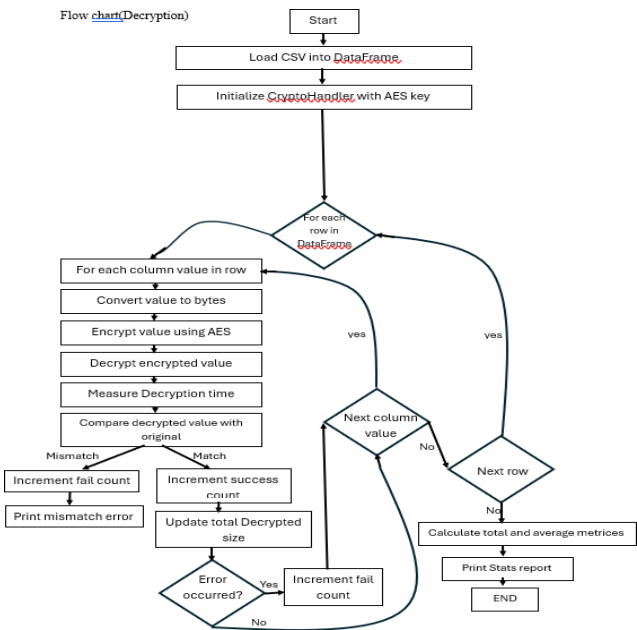 Flow chart(Decryption)
Start
Load CSV into DataFrame
Initialize CryptoHandler with AES key
For each
row in
DataFrame
For each column value in row
Convert value to bytes
Encrypt value using AES
Decrypt encrypted value
Measure Decryption time
Compare decrypted value with
original
Mismatch
Match
Increment fail count
Print mismatch error
Increment success
count
Update total Decrypted
size
Error
occurred?
Yes
No
Increment fail
count
yes
Next column
value
No
yes
Next row
No
Calculate total and average metrices
Print Stats report
END